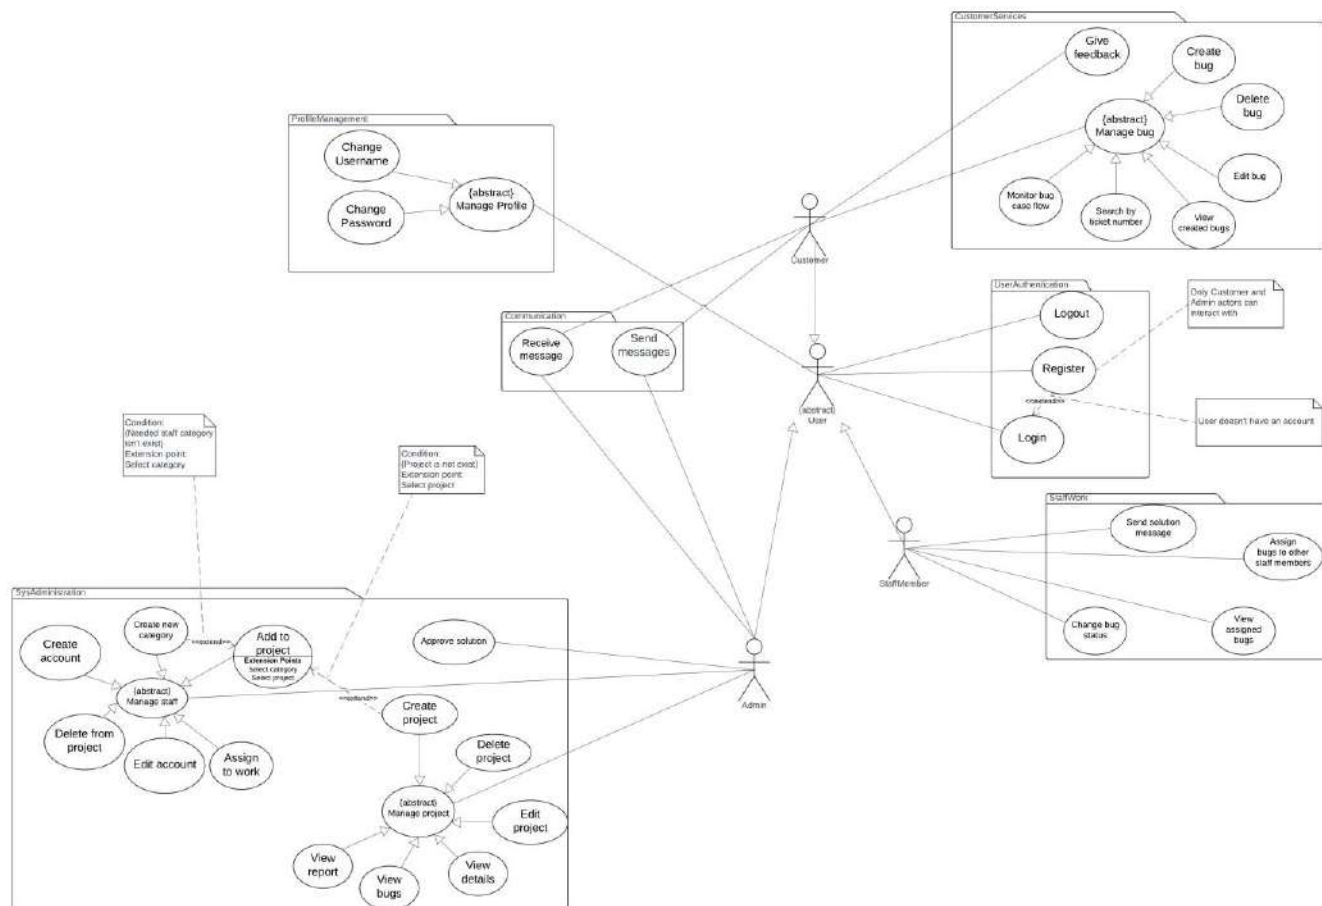 CustomerServices
Give
feedback
Create
bug
Delete
bug
{abstract}
Manage bug
Edit bug
Monitor bug
case flow
Search by
ticket number
View
created bugs
ProfileManagement
Change
Username
{abstract}
Manage Profile
Change
Password
Customer
UserAuthentication
Logout
Register
<<extend>>
Login
Only Customer and
Admin actors can
interact with
User doesn't have an account
Communication
Receive
message
Send
messages
{abstract}
User
Condition:
{Needed staff category
isn't exist}
Extension point:
Select category
Condition:
{Project is not exist}
Extension point:
Select project
StaffWork
Send solution
message
Assign
bugs to other
staff members
Change bug
status
View
assigned
bugs
StaffMember
SysAdministration
Create
account
Create new
category
<<extend>>
Add to
project
Extension Points
Select category
Select project
Approve solution
{abstract}
Manage staff
<<extend>>
Create
project
Delete from
project
Edit account
Assign
to work
Delete
project
{abstract}
Manage project
Edit
project
View
report
View
bugs
View
details
Admin